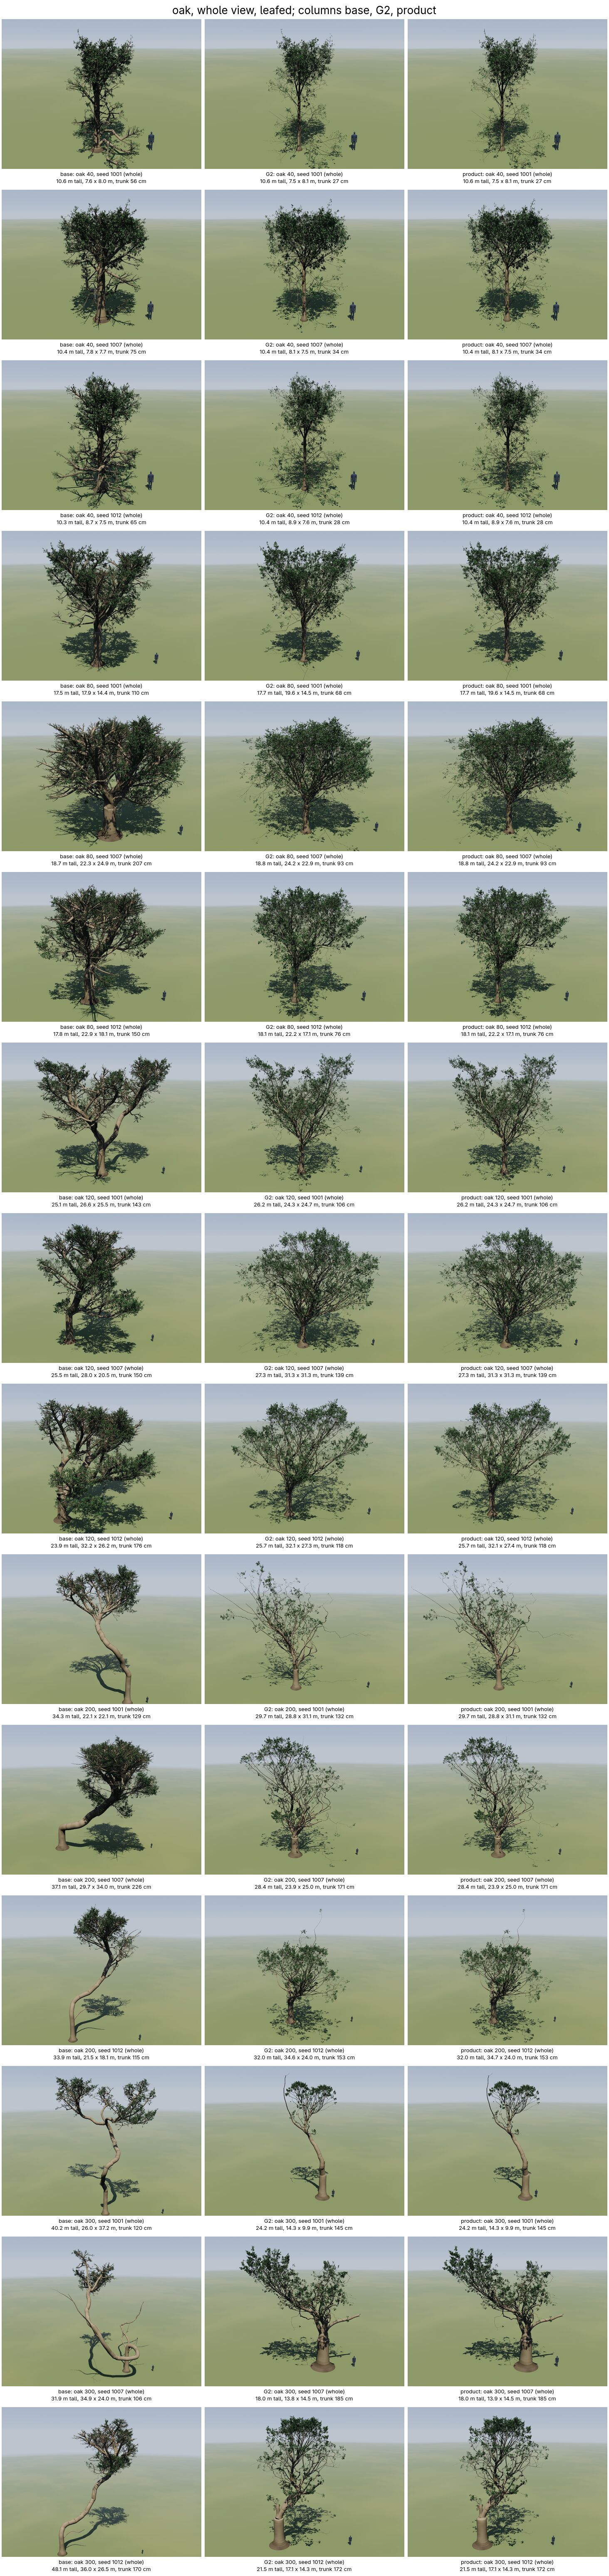 oak, whole view, leafed; columns base, G2, product
base: oak 40, seed 1001 (whole)
10.6 m tall, 7.6 x 8.0 m, trunk 56 cm
G2: oak 40, seed 1001 (whole)
10.6 m tall, 7.5 x 8.1 m, trunk 27 cm
product: oak 40, seed 1001 (whole)
10.6 m tall, 7.5 x 8.1 m, trunk 27 cm
base: oak 40, seed 1007 (whole)
10.4 m tall, 7.8 x 7.7 m, trunk 75 cm
G2: oak 40, seed 1007 (whole)
10.4 m tall, 8.1 x 7.5 m, trunk 34 cm
product: oak 40, seed 1007 (whole)
10.4 m tall, 8.1 x 7.5 m, trunk 34 cm
base: oak 40, seed 1012 (whole)
10.3 m tall, 8.7 x 7.5 m, trunk 65 cm
G2: oak 40, seed 1012 (whole)
10.4 m tall, 8.9 x 7.6 m, trunk 28 cm
product: oak 40, seed 1012 (whole)
10.4 m tall, 8.9 x 7.6 m, trunk 28 cm
base: oak 80, seed 1001 (whole)
17.5 m tall, 17.9 x 14.4 m, trunk 110 cm
G2: oak 80, seed 1001 (whole)
17.7 m tall, 19.6 x 14.5 m, trunk 68 cm
product: oak 80, seed 1001 (whole)
17.7 m tall, 19.6 x 14.5 m, trunk 68 cm
base: oak 80, seed 1007 (whole)
18.7 m tall, 22.3 x 24.9 m, trunk 207 cm
G2: oak 80, seed 1007 (whole)
18.8 m tall, 24.2 x 22.9 m, trunk 93 cm
product: oak 80, seed 1007 (whole)
18.8 m tall, 24.2 x 22.9 m, trunk 93 cm
base: oak 80, seed 1012 (whole)
17.8 m tall, 22.9 x 18.1 m, trunk 150 cm
G2: oak 80, seed 1012 (whole)
18.1 m tall, 22.2 x 17.1 m, trunk 76 cm
product: oak 80, seed 1012 (whole)
18.1 m tall, 22.2 x 17.1 m, trunk 76 cm
base: oak 120, seed 1001 (whole)
25.1 m tall, 26.6 x 25.5 m, trunk 143 cm
G2: oak 120, seed 1001 (whole)
26.2 m tall, 24.3 x 24.7 m, trunk 106 cm
product: oak 120, seed 1001 (whole)
26.2 m tall, 24.3 x 24.7 m, trunk 106 cm
base: oak 120, seed 1007 (whole)
25.5 m tall, 28.0 x 20.5 m, trunk 150 cm
G2: oak 120, seed 1007 (whole)
27.3 m tall, 31.3 x 31.3 m, trunk 139 cm
product: oak 120, seed 1007 (whole)
27.3 m tall, 31.3 x 31.3 m, trunk 139 cm
base: oak 120, seed 1012 (whole)
23.9 m tall, 32.2 x 26.2 m, trunk 176 cm
G2: oak 120, seed 1012 (whole)
25.7 m tall, 32.1 x 27.3 m, trunk 118 cm
product: oak 120, seed 1012 (whole)
25.7 m tall, 32.1 x 27.4 m, trunk 118 cm
base: oak 200, seed 1001 (whole)
34.3 m tall, 22.1 x 22.1 m, trunk 129 cm
G2: oak 200, seed 1001 (whole)
29.7 m tall, 28.8 x 31.1 m, trunk 132 cm
product: oak 200, seed 1001 (whole)
29.7 m tall, 28.8 x 31.1 m, trunk 132 cm
base: oak 200, seed 1007 (whole)
37.1 m tall, 29.7 x 34.0 m, trunk 226 cm
G2: oak 200, seed 1007 (whole)
28.4 m tall, 23.9 x 25.0 m, trunk 171 cm
product: oak 200, seed 1007 (whole)
28.4 m tall, 23.9 x 25.0 m, trunk 171 cm
base: oak 200, seed 1012 (whole)
33.9 m tall, 21.5 x 18.1 m, trunk 115 cm
G2: oak 200, seed 1012 (whole)
32.0 m tall, 34.6 x 24.0 m, trunk 153 cm
product: oak 200, seed 1012 (whole)
32.0 m tall, 34.7 x 24.0 m, trunk 153 cm
base: oak 300, seed 1001 (whole)
40.2 m tall, 26.0 x 37.2 m, trunk 120 cm
G2: oak 300, seed 1001 (whole)
24.2 m tall, 14.3 x 9.9 m, trunk 145 cm
product: oak 300, seed 1001 (whole)
24.2 m tall, 14.3 x 9.9 m, trunk 145 cm
base: oak 300, seed 1007 (whole)
31.9 m tall, 34.9 x 24.0 m, trunk 106 cm
G2: oak 300, seed 1007 (whole)
18.0 m tall, 13.8 x 14.5 m, trunk 185 cm
product: oak 300, seed 1007 (whole)
18.0 m tall, 13.9 x 14.5 m, trunk 185 cm
base: oak 300, seed 1012 (whole)
48.1 m tall, 36.0 x 26.5 m, trunk 170 cm
G2: oak 300, seed 1012 (whole)
21.5 m tall, 17.1 x 14.3 m, trunk 172 cm
product: oak 300, seed 1012 (whole)
21.5 m tall, 17.1 x 14.3 m, trunk 172 cm